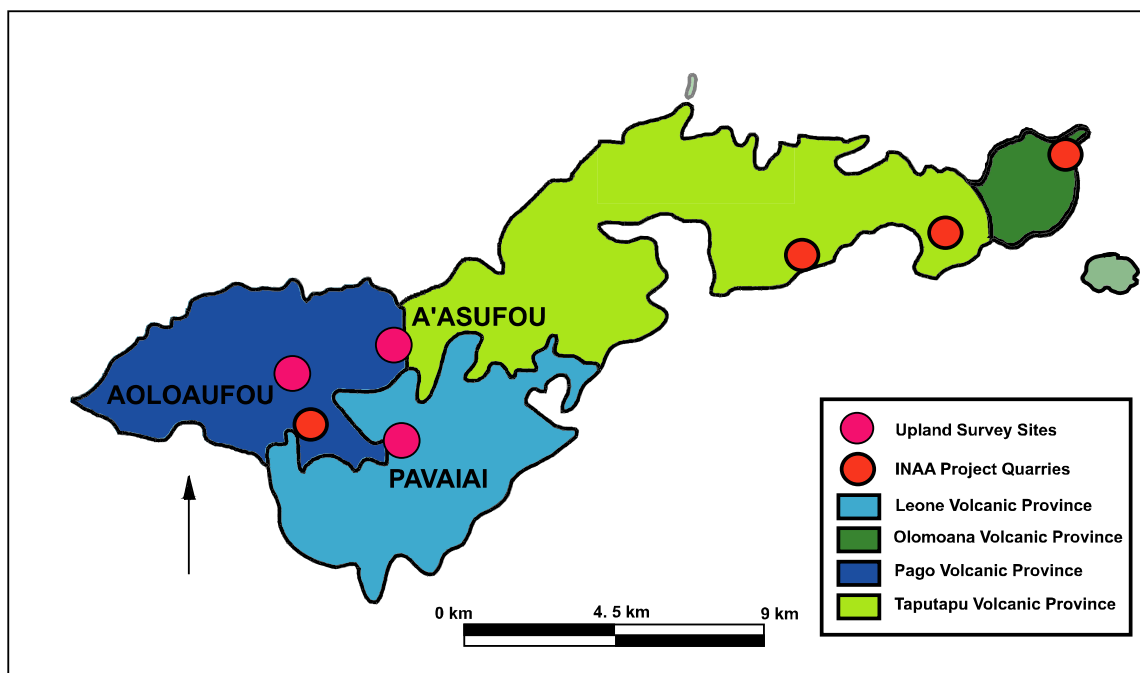 A'ASUFOU
AOLOAUFOU
PAVAIAI
Upland Survey Sites
INAA Project Quarries
Leone Volcanic Province
Olomoana Volcanic Province
Pago Volcanic Province
Taputapu Volcanic Province
0 km 4. 5 km 9 km